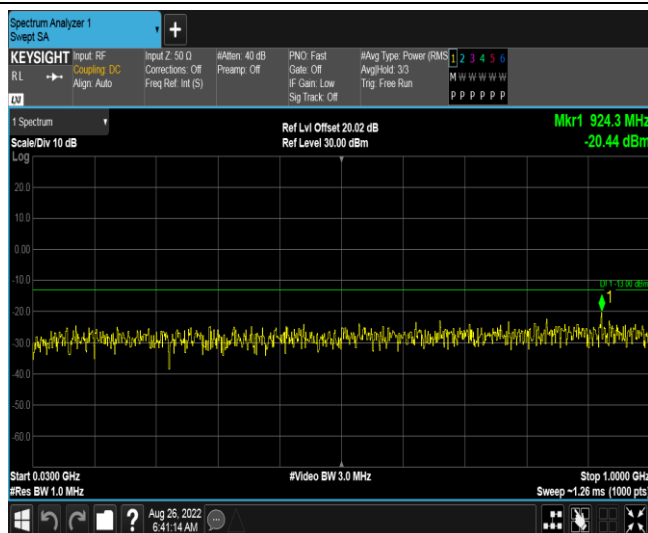 Spectrum Analyzer 1
Swept SA
+
KEYSIGHT
RL
LXI
Input: RF
Coupling: DC
Align: Auto
Input Z: 50 Ω
Corrections: Off
Freq Ref: Int (S)
#Atten: 40 dB
Preamp: Off
PNO: Fast
Gate: Off
IF Gain: Low
Sig Track: Off
#Avg Type: Power (RMS
Avg|Hold: 3/3
Trig: Free Run
1 2 3 4 5 6
M W W W W W
P P P P P P
1 Spectrum
Scale/Div 10 dB
Ref Lvl Offset 20.02 dB
Ref Level 30.00 dBm
Mkr1 924.3 MHz
-20.44 dBm
Log
20.0
10.0
0.00
-10.0
-20.0
-30.0
-40.0
-50.0
-60.0
DI 1 -13.00 dBm
1
Start 0.0300 GHz
#Res BW 1.0 MHz
#Video BW 3.0 MHz
Stop 1.0000 GHz
Sweep ~1.26 ms (1000 pts)
?
Aug 26, 2022
6:41:14 AM